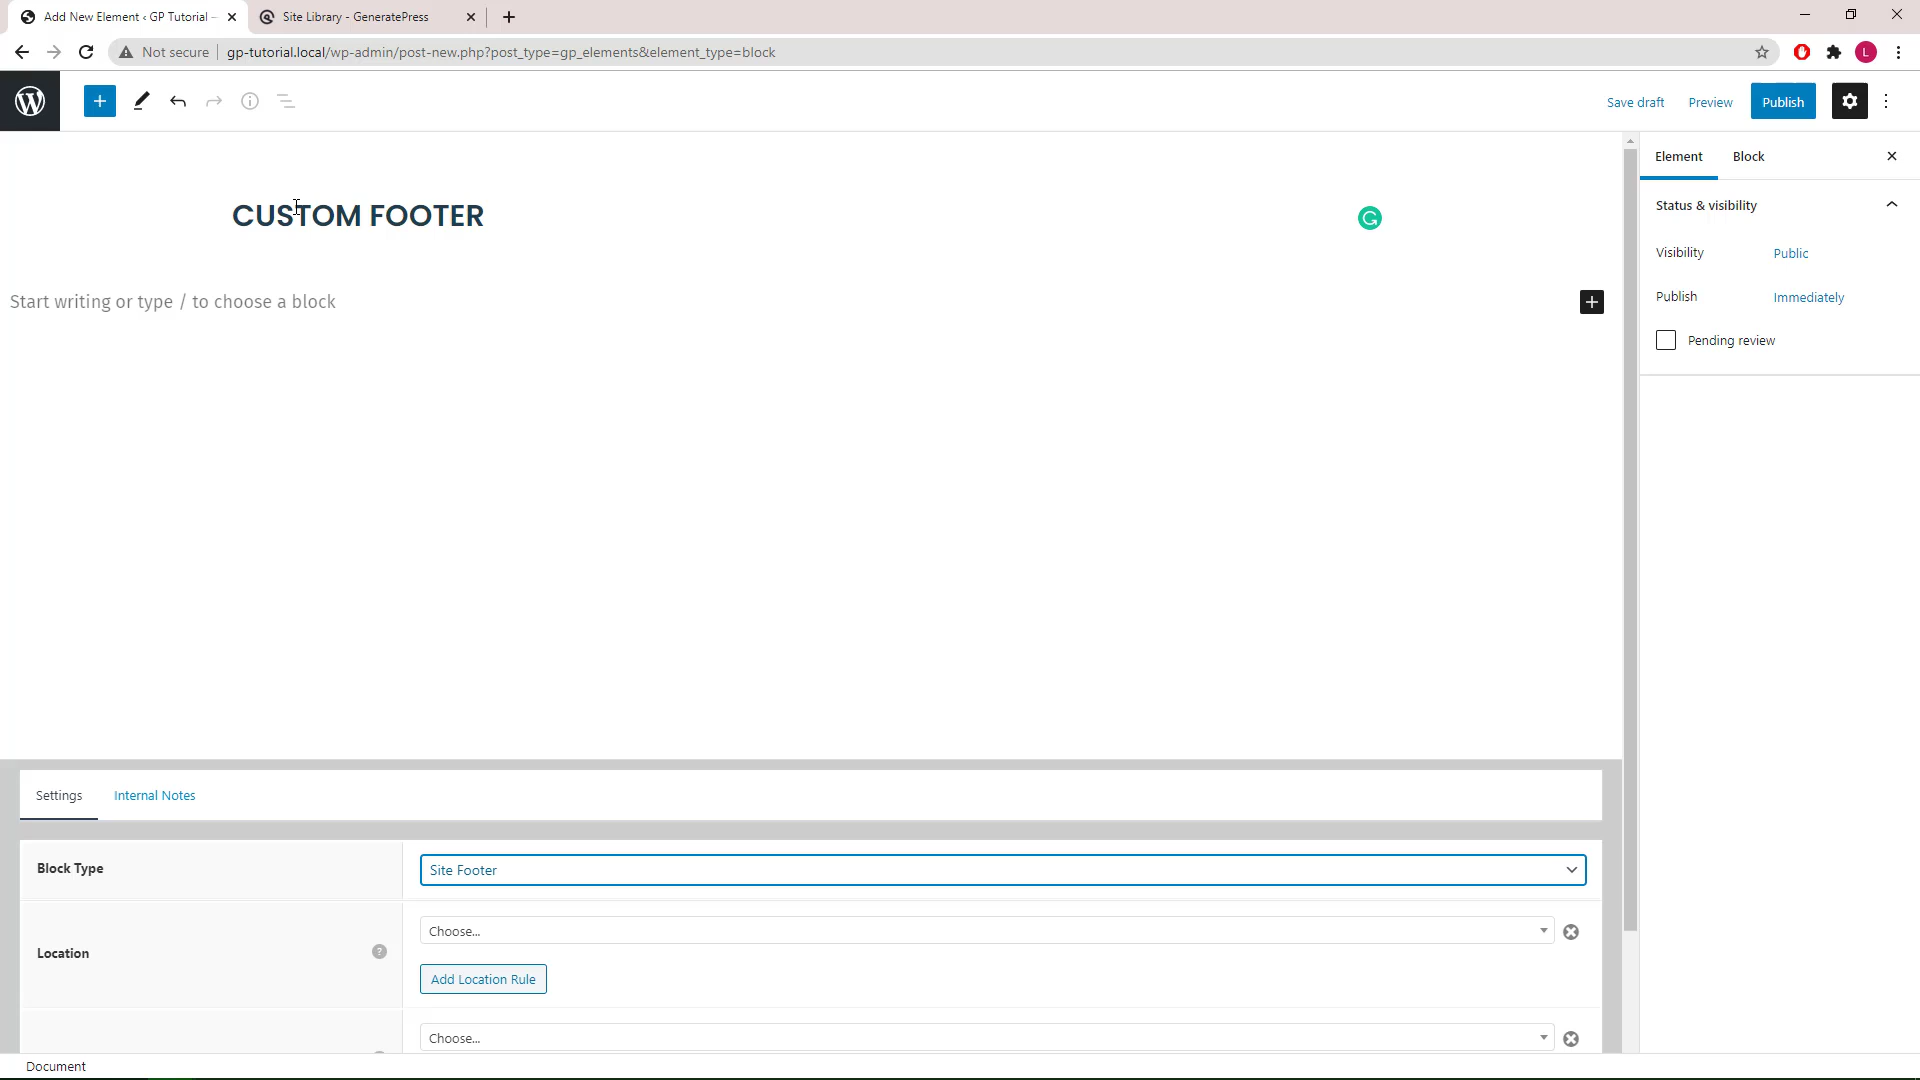 Add New Element ‹ GP Tutorial –
Site Library - GeneratePress
Not secure
gp-tutorial.local/wp-admin/post-new.php?post_type=gp_elements&element_type=block
L
Save draft
Preview
Publish
CUSTOM FOOTER
Start writing or type / to choose a block
Element
Block
Status & visibility
Visibility
Public
Publish
Immediately
Pending review
Settings
Internal Notes
Block Type
Site Footer
Location
?
Choose...
Add Location Rule
Choose...
Document